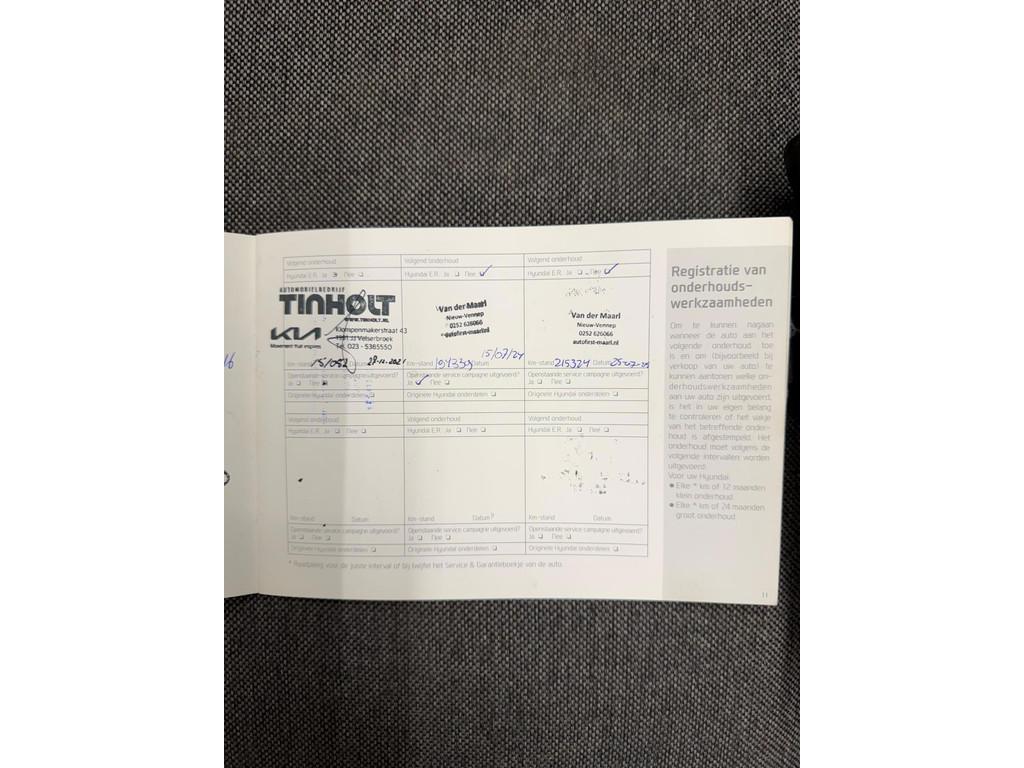 Volgend onderhoud
Hyundai E.R. Ja Nee
AUTOMOBIELBEDRIJF
TINHOLT
WWW.TINHOLT.NL
KIA
Movement that inspires
Klompenmakerstraat 43
1991 JJ Velserbroek
Tel. 023 - 5385550
Km-stand Datum
Openstaande service campagne uitgevoerd?
Ja Nee
Originele Hyundai onderdelen
Volgend onderhoud
Hyundai E.R. Ja Nee
Van der Maarl
Nieuw-Vennep
0252 626066
autofirst-maarl.nl
15/07/24
Km-stand Datum
Openstaande service campagne uitgevoerd?
Ja Nee
Originele Hyundai onderdelen
Volgend onderhoud
Hyundai E.R. Ja Nee
Van der Maarl
Nieuw-Vennep
0252 626066
autofirst-maarl.nl
Km-stand 215324 Datum
Openstaande service campagne uitgevoerd?
Ja Nee
Originele Hyundai onderdelen
Volgend onderhoud
Hyundai E.R. Ja Nee
Km-stand Datum
Openstaande service campagne uitgevoerd?
Ja Nee
Originele Hyundai onderdelen
Volgend onderhoud
Hyundai E.R. Ja Nee
Km-stand Datum
Openstaande service campagne uitgevoerd?
Ja Nee
Originele Hyundai onderdelen
Volgend onderhoud
Hyundai E.R. Ja Nee
Km-stand Datum
Openstaande service campagne uitgevoerd?
Ja Nee
Originele Hyundai onderdelen
* Raadpleeg voor de juiste interval of bij twijfel het Service & Garantieboekje van de auto.
Registratie van
onderhouds-
werkzaamheden
Om te kunnen nagaan
wanneer de auto aan het
volgende onderhoud toe
is en om (bijvoorbeeld bij
verkoop van uw auto) te
kunnen aantonen welke on-
derhoudswerkzaamheden
aan uw auto zijn uitgevoerd,
is het in uw eigen belang
te controleren of het vakje
van het betreffende onder-
houd is afgestempeld. Het
onderhoud moet volgens de
volgende intervallen worden
uitgevoerd:
Voor uw Hyundai:
● Elke * km of 12 maanden
klein onderhoud
● Elke * km of 24 maanden
groot onderhoud
11